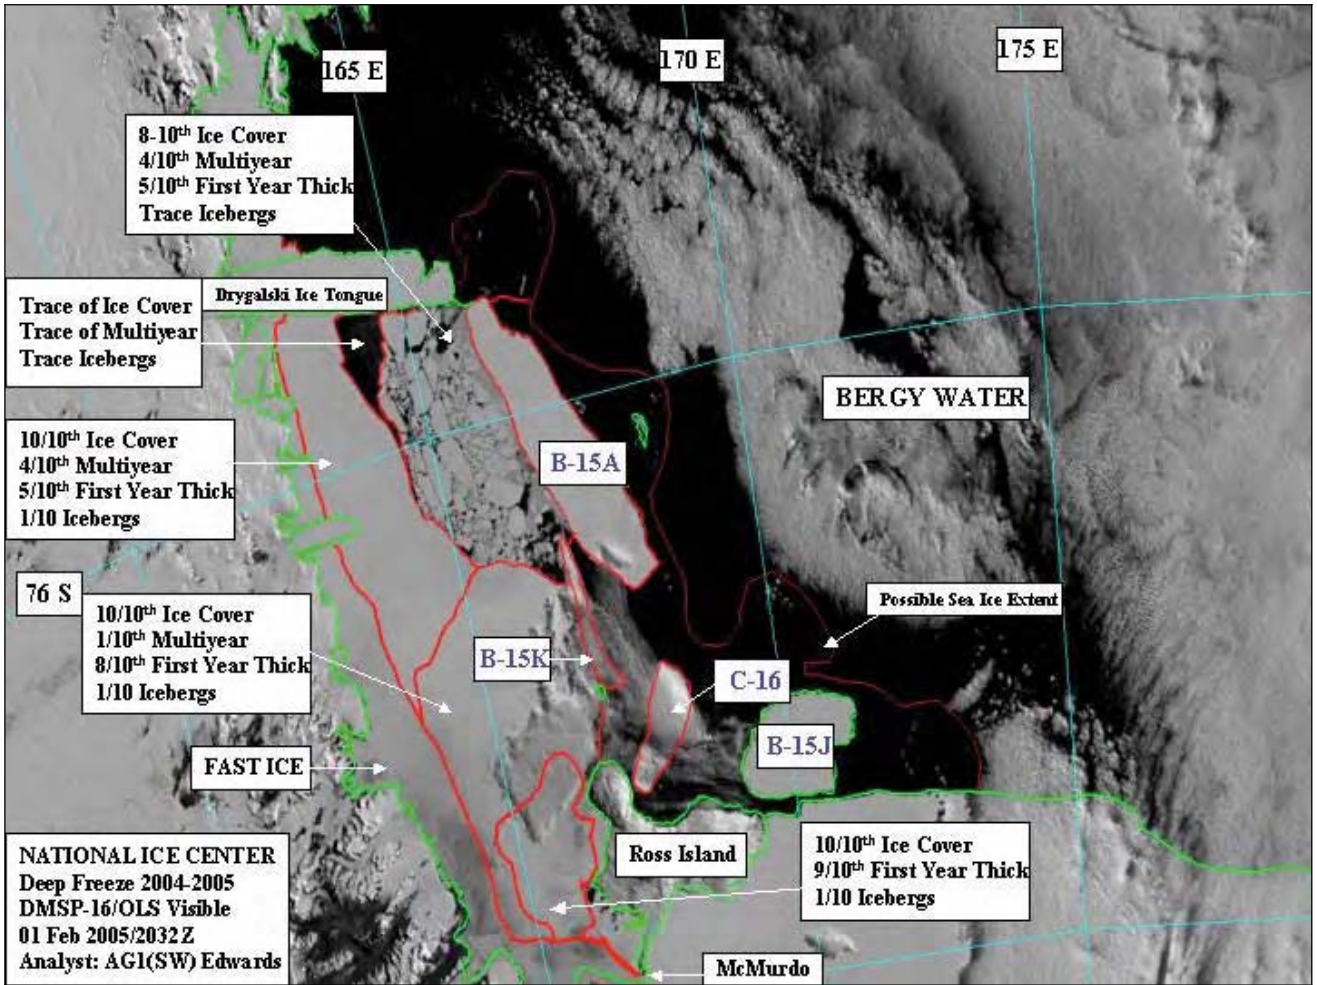 165 E
170 E
175 E
8-10th Ice Cover
4/10th Multiyear
5/10th First Year Thick
Trace Icebergs
Drygalski Ice Tongue
Trace of Ice Cover
Trace of Multiyear
Trace Icebergs
BERGY WATER
10/10th Ice Cover
4/10th Multiyear
5/10th First Year Thick
1/10 Icebergs
B-15A
76 S
10/10th Ice Cover
1/10th Multiyear
8/10th First Year Thick
1/10 Icebergs
Possible Sea Ice Extent
B-15K
C-16
B-15J
FAST ICE
Ross Island
10/10th Ice Cover
9/10th First Year Thick
1/10 Icebergs
NATIONAL ICE CENTER
Deep Freeze 2004-2005
DMSP-16/OLS Visible
01 Feb 2005/2032Z
Analyst: AG1(SW) Edwards
McMurdo